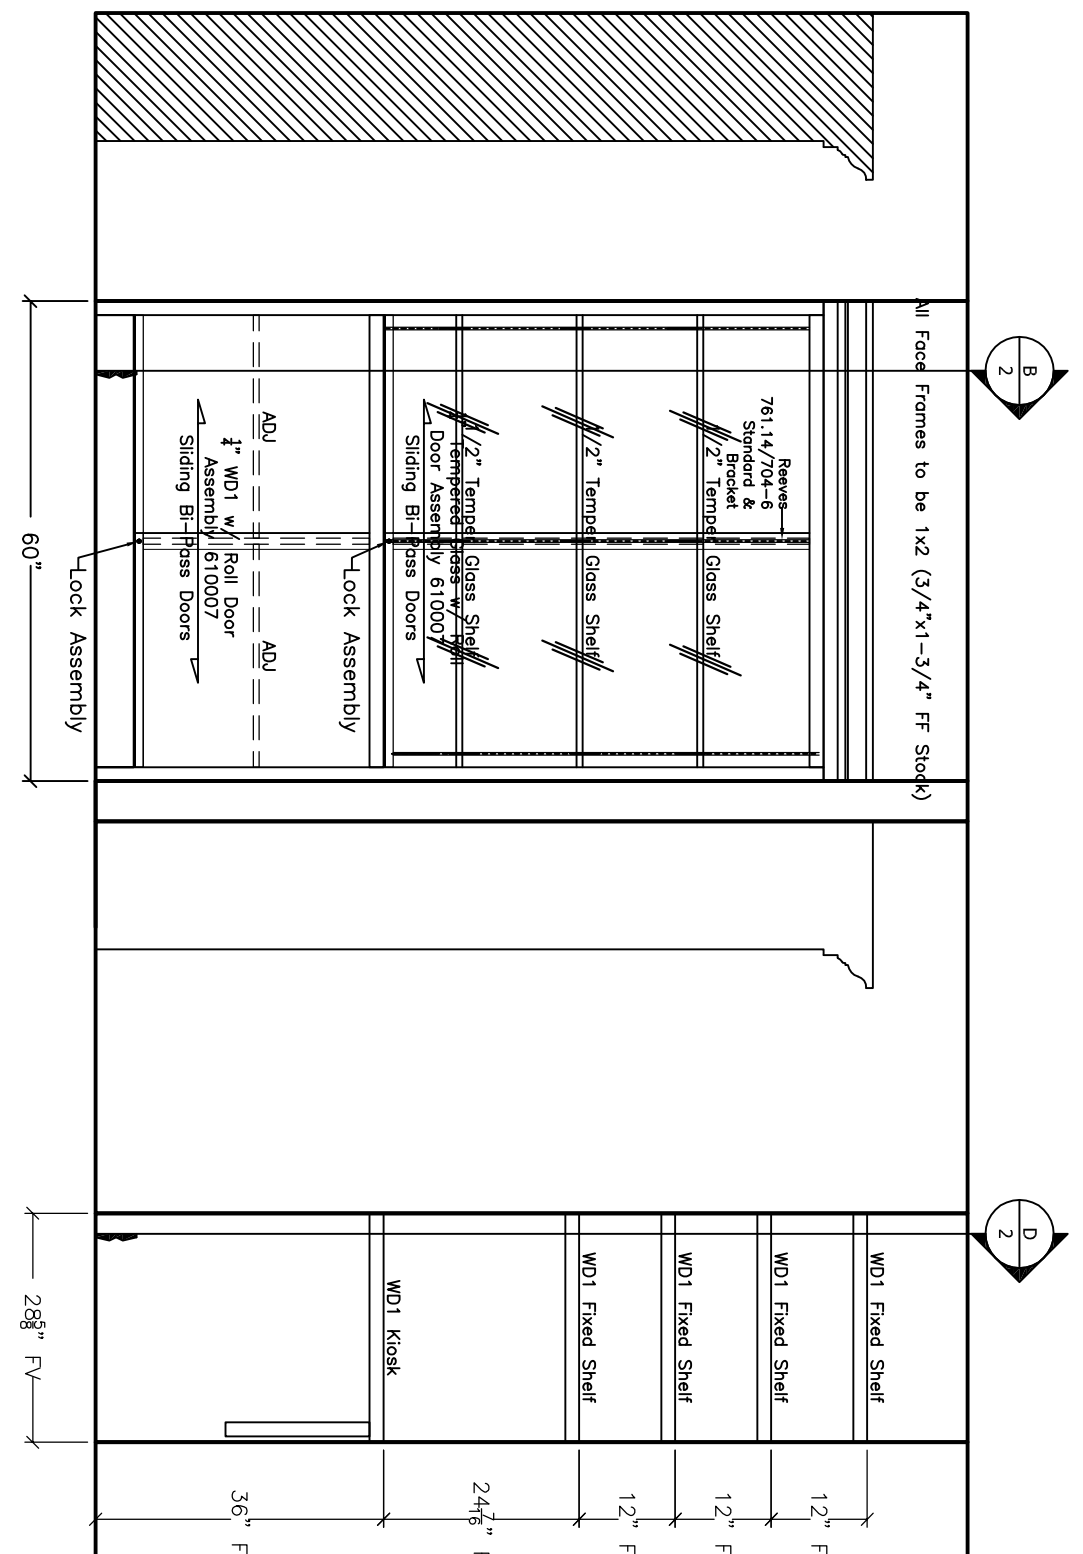 B
2
D
2
All Face Frames to be 1x2 (3/4"x1-3/4" FF Stock)
Reeves
761.14/704-6
Standard &
Bracket
1/2" Temper Glass Shelf
1/2" Temper Glass Shelf
1/2" Temper Glass Shelf
Tempered Glass w/ Roll
Door Assembly 610007
Sliding Bi-Pass Doors
Lock Assembly
ADJ
ADJ
WD1 w/ Roll Door
Assembly 610007
Sliding Bi-Pass Doors
Lock Assembly
60"
WD1 Fixed Shelf
WD1 Fixed Shelf
WD1 Fixed Shelf
WD1 Fixed Shelf
WD1 Kiosk
28 5/8" FV
12" F
12" F
12" F
24 7/16"
36" F